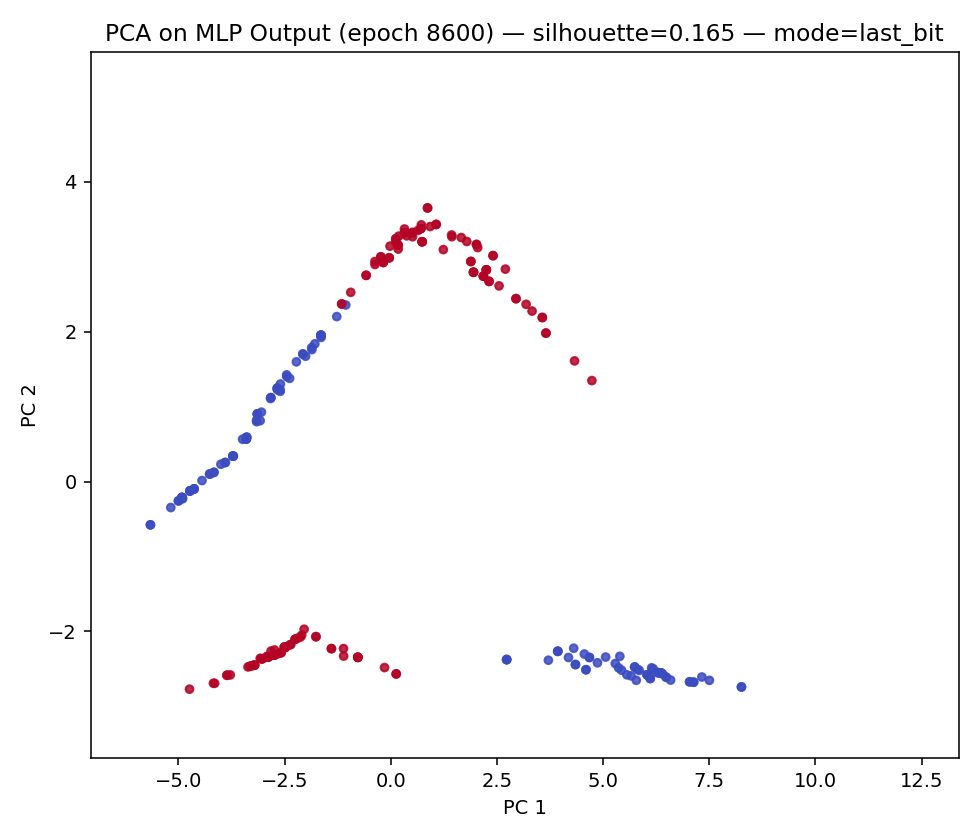 PCA on MLP Output (epoch 8600) — silhouette=0.165 — mode=last_bit
4
2
0
−2
PC 2
−5.0 −2.5 0.0 2.5 5.0 7.5 10.0 12.5
PC 1